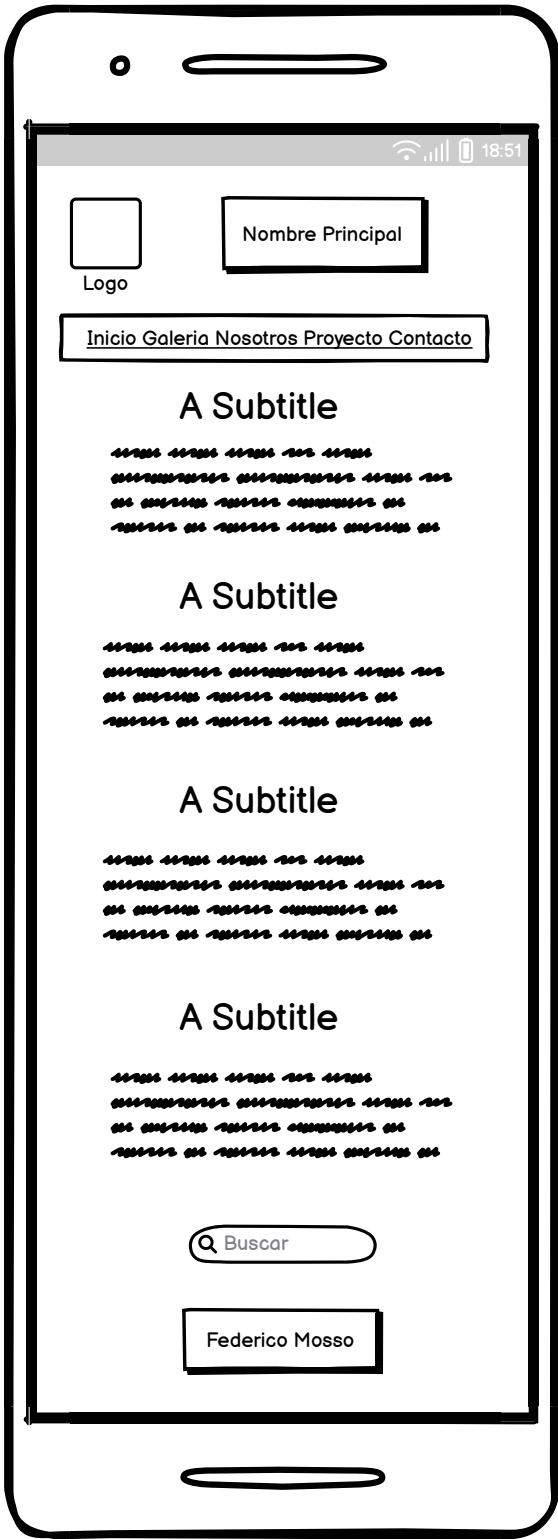 18:51
Nombre Principal
Logo
Inicio Galeria Nosotros Proyecto Contacto
A Subtitle
A Subtitle
A Subtitle
A Subtitle
Buscar
Federico Mosso